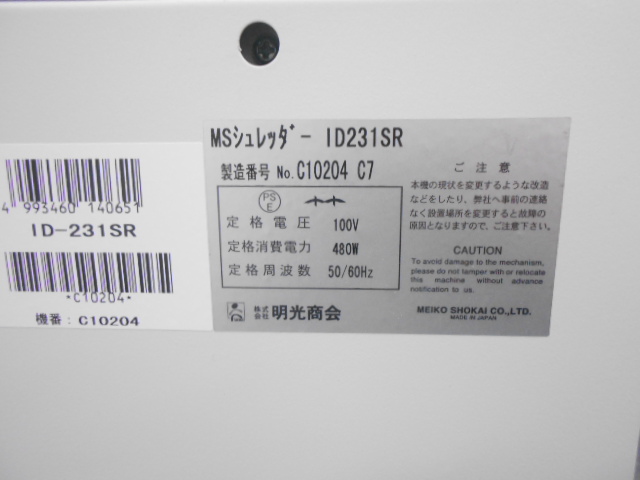 4 993460 140651
ID-231SR
*C10204*
機番:C10204
MSシュレッダ゙ー ID231SR
製造番号 No.C10204 C7
PS
E
定格電圧 100V
定格消費電力 480W
定格周波数 50/60Hz
株式会社 明光商会
ご注意
本機の現状を変更するような改造
などをしたり、弊社へ事前の連絡
なく設置場所を変更すると故障の
原因となりますので、ご注意下さい。
CAUTION
To avoid damage to the mechanism,
please do not tamper with or relocate
this machine without advance
notification to us.
MEIKO SHOKAI CO.,LTD.
MADE IN JAPAN